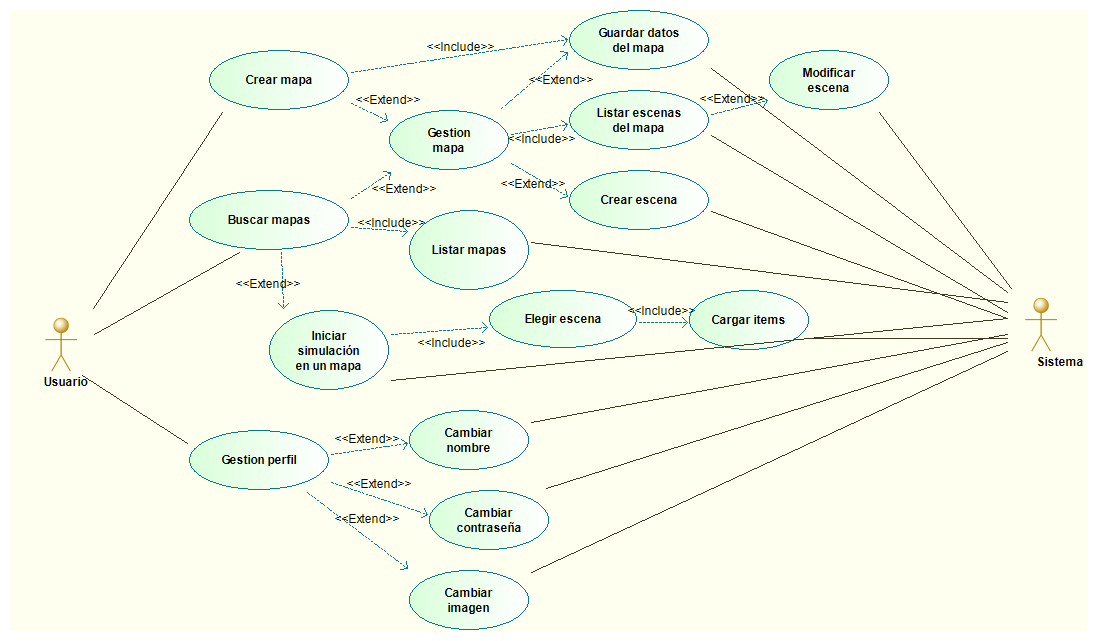 Guardar datos
del mapa
<<Include>>
Crear mapa
Modificar
escena
<<Extend>>
<<Extend>>
<<Extend>>
Listar escenas
del mapa
Gestion
mapa
<<Include>>
<<Extend>>
<<Extend>>
Crear escena
Buscar mapas
<<Include>>
Listar mapas
<<Extend>>
Elegir escena
<<Include>>
Cargar items
Iniciar
simulación
en un mapa
<<Include>>
Usuario
Sistema
Gestion perfil
<<Extend>>
Cambiar
nombre
<<Extend>>
<<Extend>>
Cambiar
contraseña
Cambiar
imagen